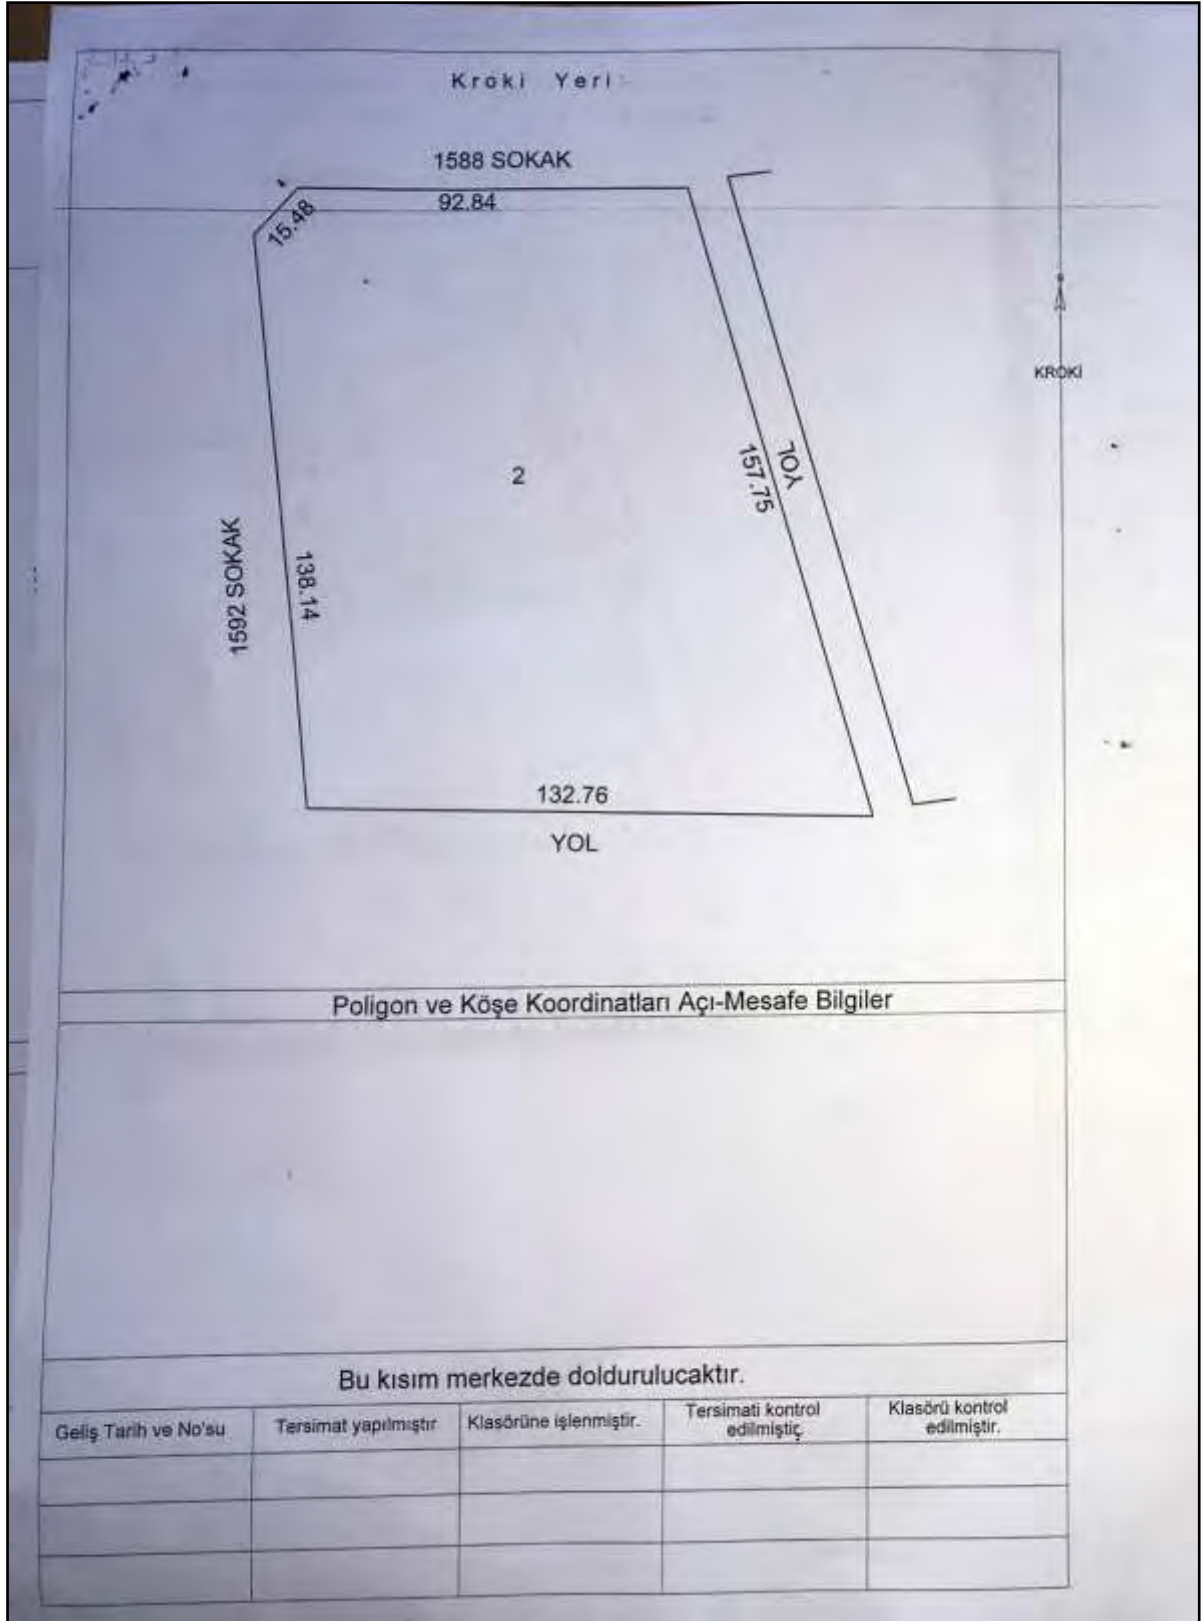 Kroki Yeri:
1588 SOKAK
92.84
15.48
KROKİ
YOL
157.75
2
1592 SOKAK
138.14
132.76
YOL
Poligon ve Köşe Koordinatları Açı-Mesafe Bilgiler
Bu kısım merkezde doldurulucaktır.
Geliş Tarih ve No'su
Tersimat yapılmıştır
Klasörüne işlenmiştir.
Tersimati kontrol
edilmiştiç
Klasörü kontrol
edilmiştir.